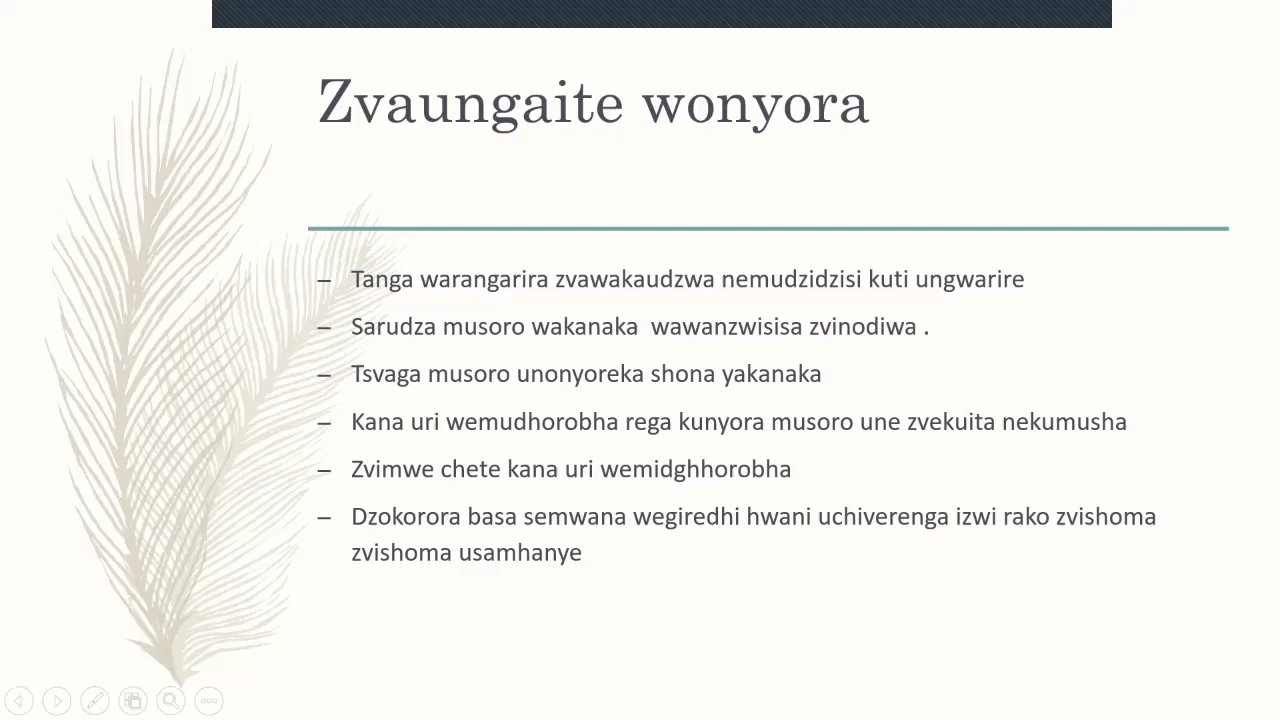 Zvaungaite wonyora
– Tanga warangarira zvawakaudzwa nemudzidzisi kuti ungwarire
– Sarudza musoro wakanaka  wawanzwisisa zvinodiwa .
– Tsvaga musoro unonyoreka shona yakanaka
– Kana uri wemudhorobha rega kunyora musoro une zvekuita nekumusha
– Zvimwe chete kana uri wemidghhorobha
– Dzokorora basa semwana wegiredhi hwani uchiverenga izwi rako zvishoma
zvishoma usamhanye